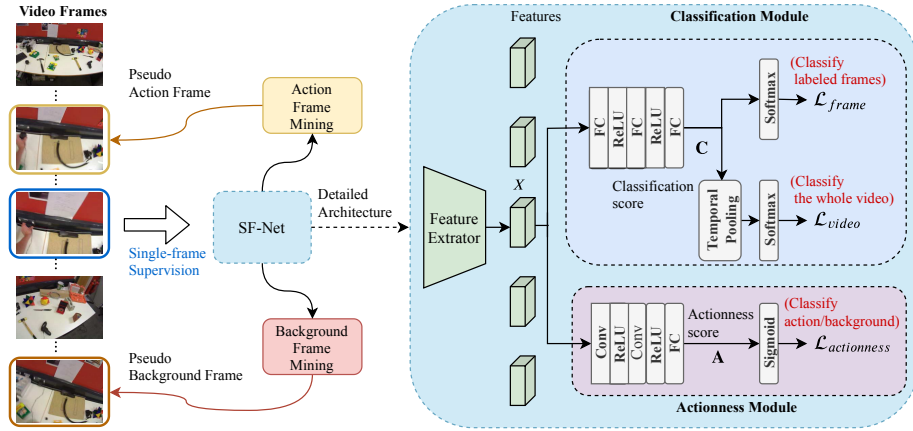 Video Frames
Pseudo
Action Frame
Action
Frame
Mining
SF-Net
Single-frame
Supervision
Detailed
Architecture
Background
Frame
Mining
Pseudo
Background Frame
Features
Feature
Extrator
X
Classification Module
FC
ReLU
FC
ReLU
FC
C
Classification
score
Softmax
(Classify
labeled frames)
ℒframe
Temporal
Pooling
Softmax
(Classify
the whole video)
ℒvideo
Conv
ReLU
Conv
ReLU
FC
Actionness
score
A
Sigmoid
(Classify
action/background)
ℒactionness
Actionness Module